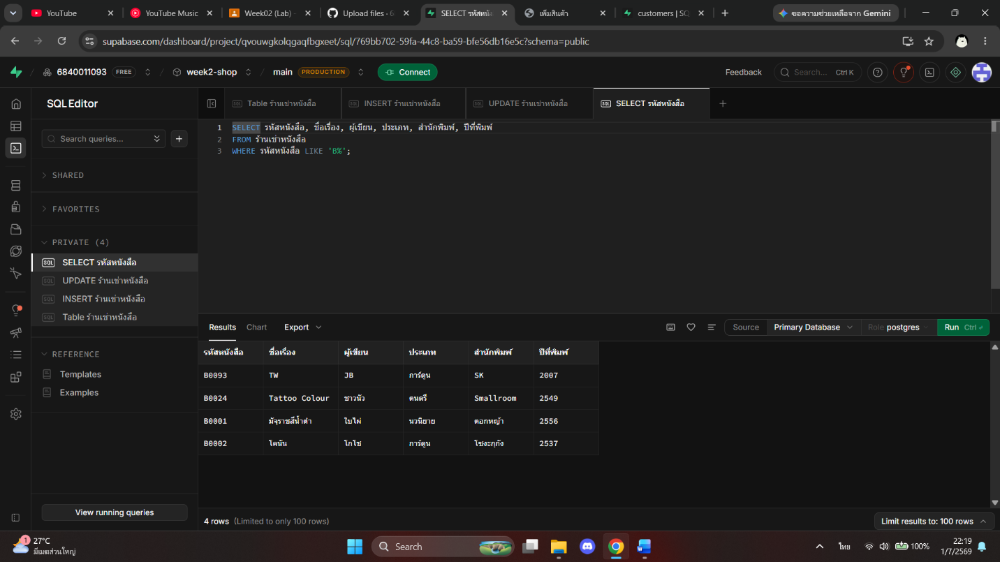 YouTube
YouTube Music
Week02 (Lab) -
Upload files · 6
SELECT รหัสหนัง
เพิ่มสินค้า
customers | SQ
ขอความช่วยเหลือจาก Gemini
supabase.com/dashboard/project/qvouwgkolqgaqfbgxeet/sql/769bb702-59fa-44c8-ba59-bfe56db16e5c?schema=public
6840011093 FREE / week2-shop / main PRODUCTION Connect
Feedback Search... Ctrl K
SQL Editor
SQL Table ร้านเช่าหนังสือ
SQL INSERT ร้านเช่าหนังสือ
SQL UPDATE ร้านเช่าหนังสือ
SQL SELECT รหัสหนังสือ
Search queries...
1 SELECT รหัสหนังสือ, ชื่อเรื่อง, ผู้เขียน, ประเภท, สำนักพิมพ์, ปีที่พิมพ์
2 FROM ร้านเช่าหนังสือ
3 WHERE รหัสหนังสือ LIKE 'B%';
SHARED
FAVORITES
PRIVATE (4)
SQL SELECT รหัสหนังสือ
SQL UPDATE ร้านเช่าหนังสือ
SQL INSERT ร้านเช่าหนังสือ
SQL Table ร้านเช่าหนังสือ
REFERENCE
Templates
Examples
View running queries
Results Chart Export Source Primary Database Role postgres Run Ctrl
รหัสหนังสือ ชื่อเรื่อง ผู้เขียน ประเภท สำนักพิมพ์ ปีที่พิมพ์
B0093 TW JB การ์ตูน SK 2007
B0024 Tattoo Colour ชาวนัว ดนตรี Smallroom 2549
B0001 มัจุราชสีน้ำดำ ใบไผ่ นวนิยาย ดอกหญ้า 2556
B0002 โคนัน โกโช การ์ตูน โชงะกุกัง 2537
4 rows (Limited to only 100 rows)
Limit results to: 100 rows
1
27°C
มีเมฆส่วนใหญ่
Search
ไทย
100%
22:19
1/7/2569